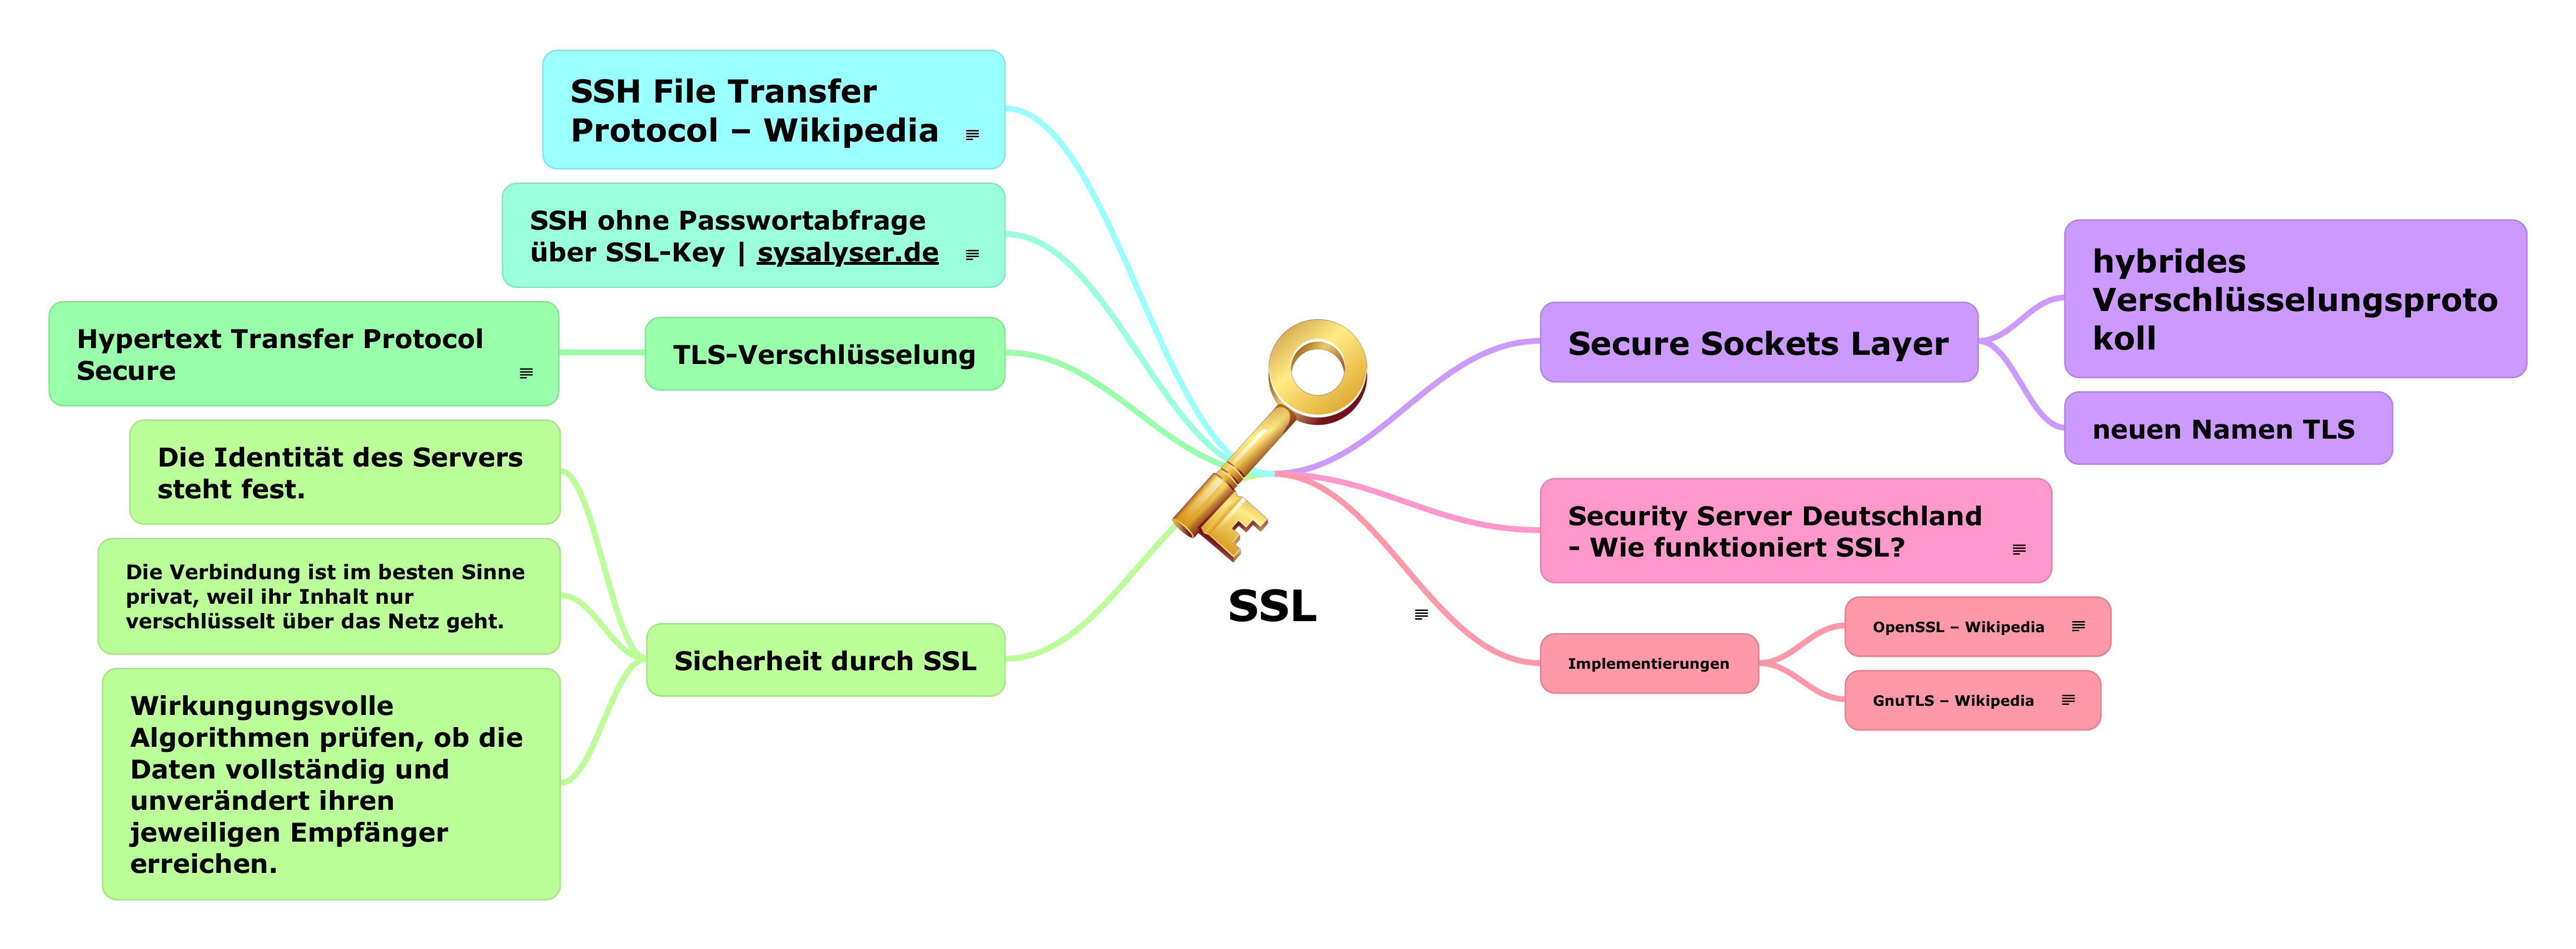 SSH File Transfer
Protocol – Wikipedia
SSH ohne Passwortabfrage
über SSL-Key | sysalyser.de
Hypertext Transfer Protocol
Secure
TLS-Verschlüsselung
Die Identität des Servers
steht fest.
Die Verbindung ist im besten Sinne
privat, weil ihr Inhalt nur
verschlüsselt über das Netz geht.
Wirkungungsvolle
Algorithmen prüfen, ob die
Daten vollständig und
unverändert ihren
jeweiligen Empfänger
erreichen.
Sicherheit durch SSL
SSL
Secure Sockets Layer
hybrides
Verschlüsselungsproto
koll
neuen Namen TLS
Security Server Deutschland
- Wie funktioniert SSL?
Implementierungen
OpenSSL – Wikipedia
GnuTLS – Wikipedia